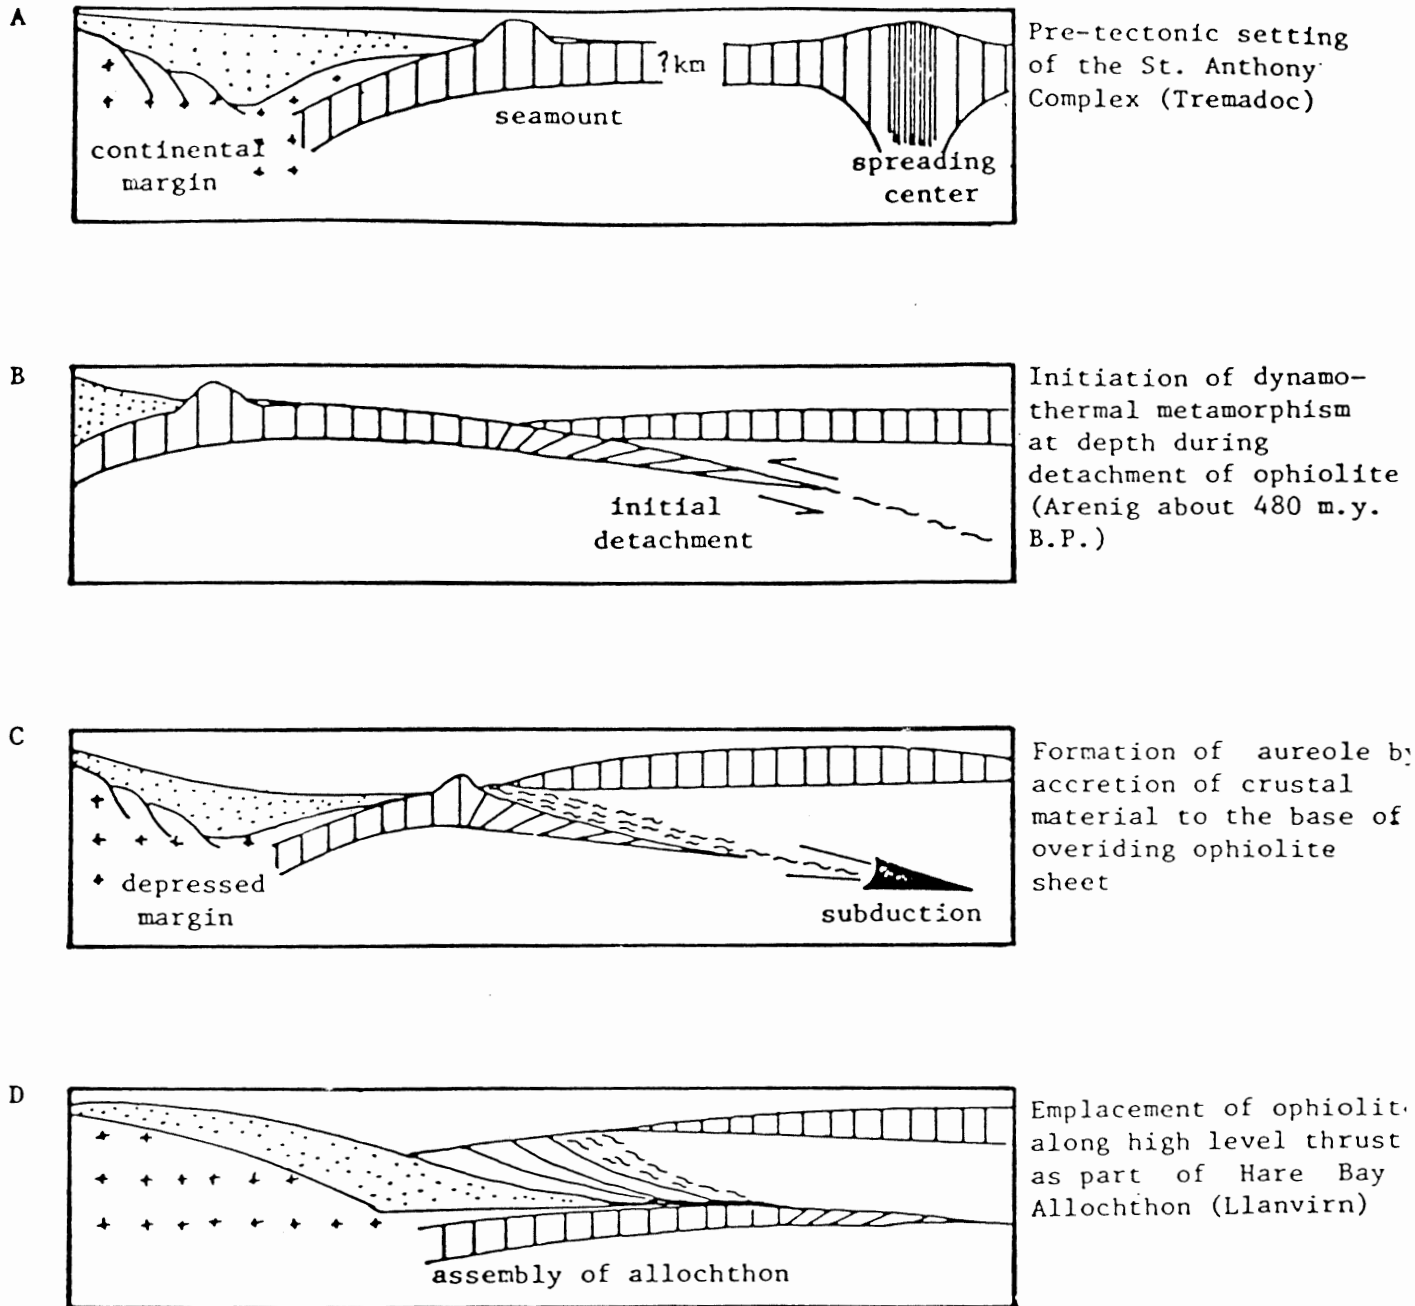 A
Pre-tectonic setting
of the St. Anthony
Complex (Tremadoc)
?km
seamount
continental
margin
spreading
center
B
Initiation of dynamo-
thermal metamorphism
at depth during
detachment of ophiolite
(Arenig about 480 m.y.
B.P.)
initial
detachment
C
Formation of aureole by
accretion of crustal
material to the base of
overiding ophiolite
sheet
depressed
margin
subduction
D
Emplacement of ophiolit
along high level thrust
as part of Hare Bay
Allochthon (Llanvirn)
assembly of allochthon